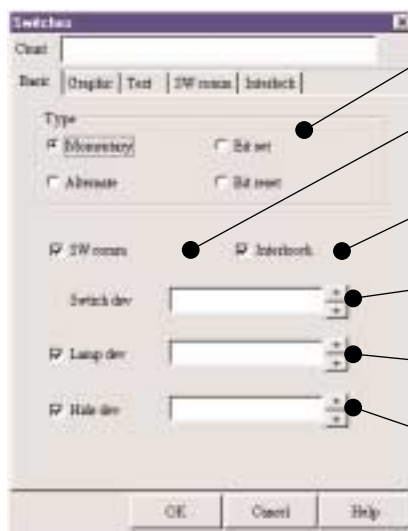 Switches
Cmnt
Basic Graphic Text SW comm Interlock
Type
Momentary Bit set
Alternate Bit reset
SW comm Interlock
Switch dev
Lamp dev
Hide dev
OK Cancel Help